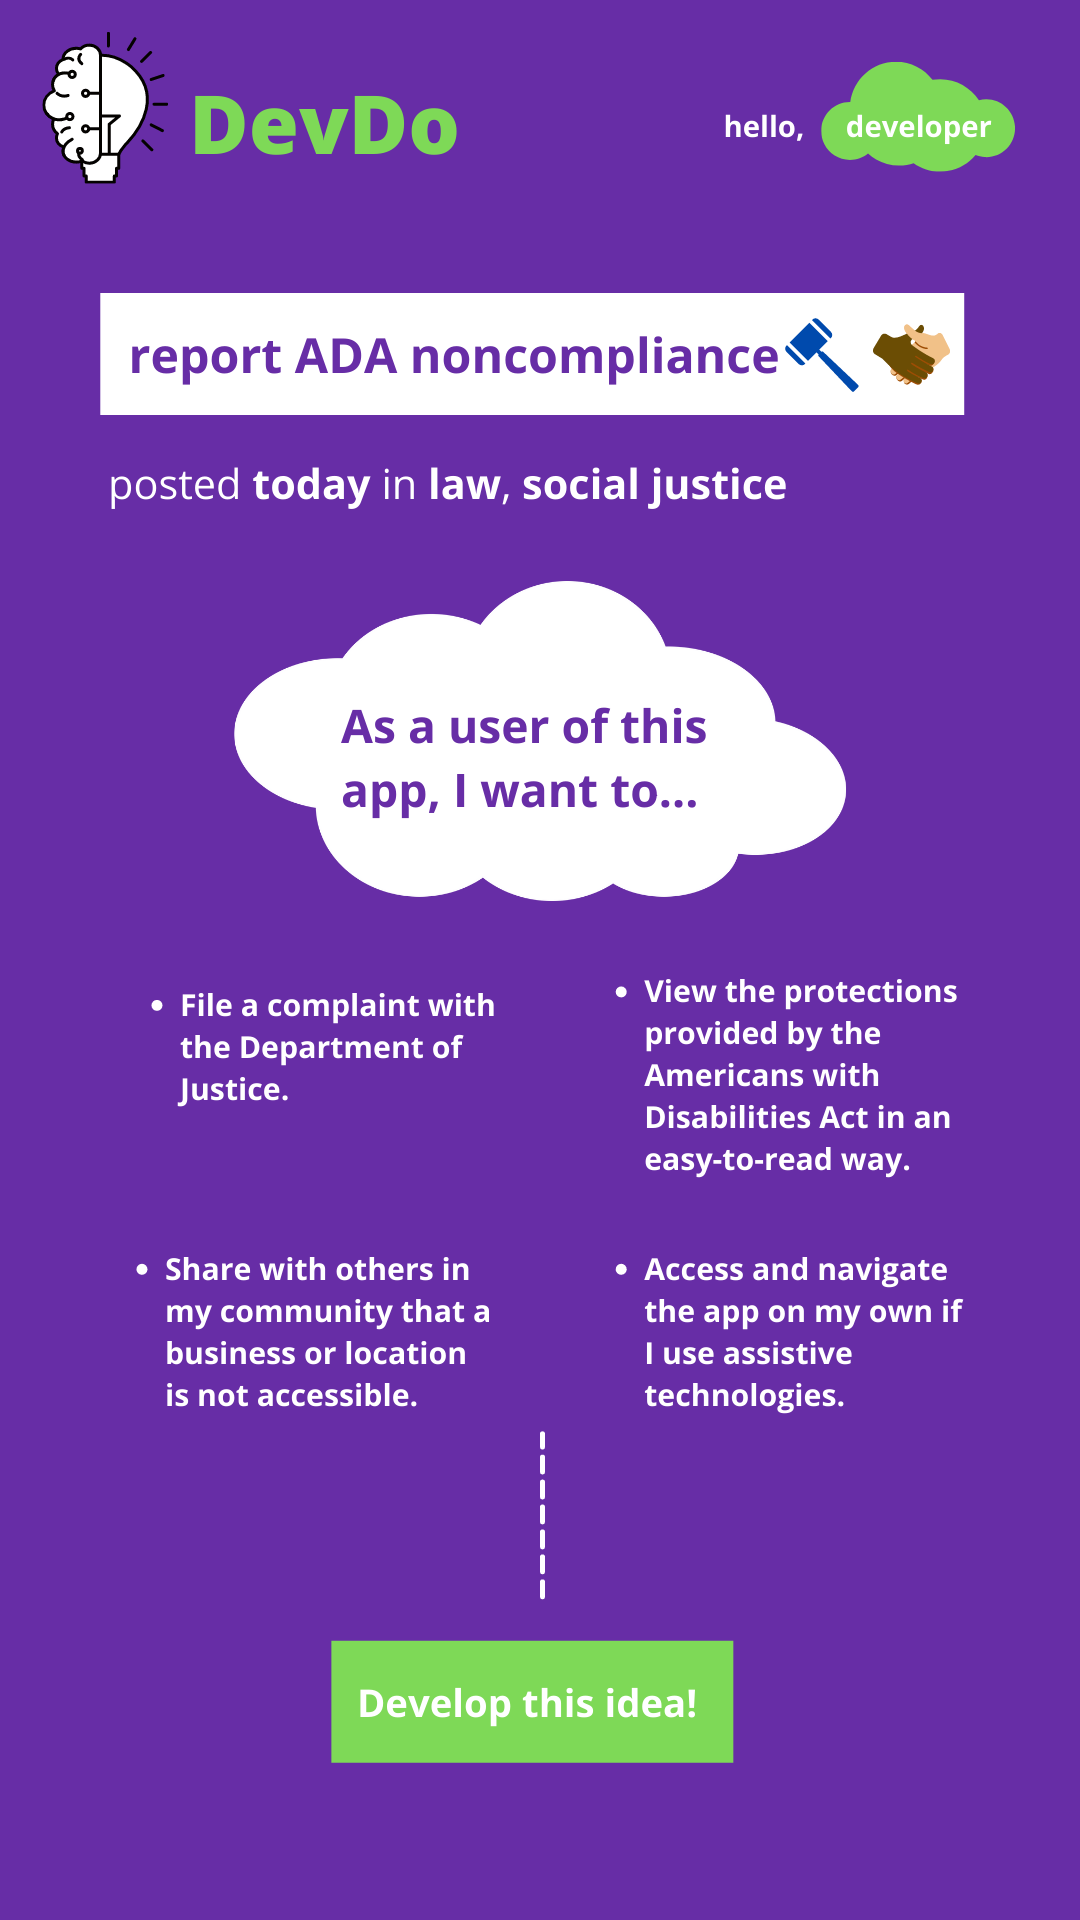 DevDo
hello, developer
report ADA noncompliance
posted today in law, social justice
As a user of this
app, I want to...
File a complaint with
the Department of
Justice.
View the protections
provided by the
Americans with
Disabilities Act in an
easy-to-read way.
Share with others in
my community that a
business or location
is not accessible.
Access and navigate
the app on my own if
I use assistive
technologies.
Develop this idea!